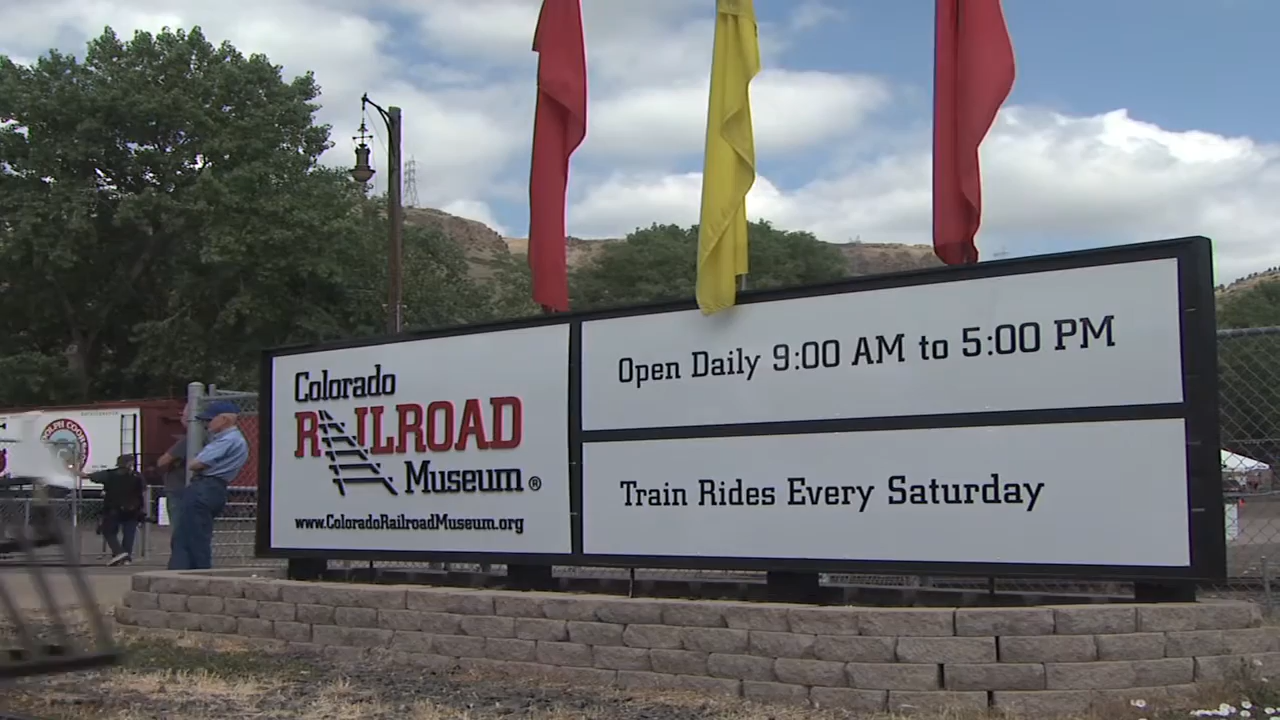 Colorado
RAILROAD
Museum®
www.ColoradoRailroadMuseum.org
Open Daily 9:00 AM to 5:00 PM
Train Rides Every Saturday